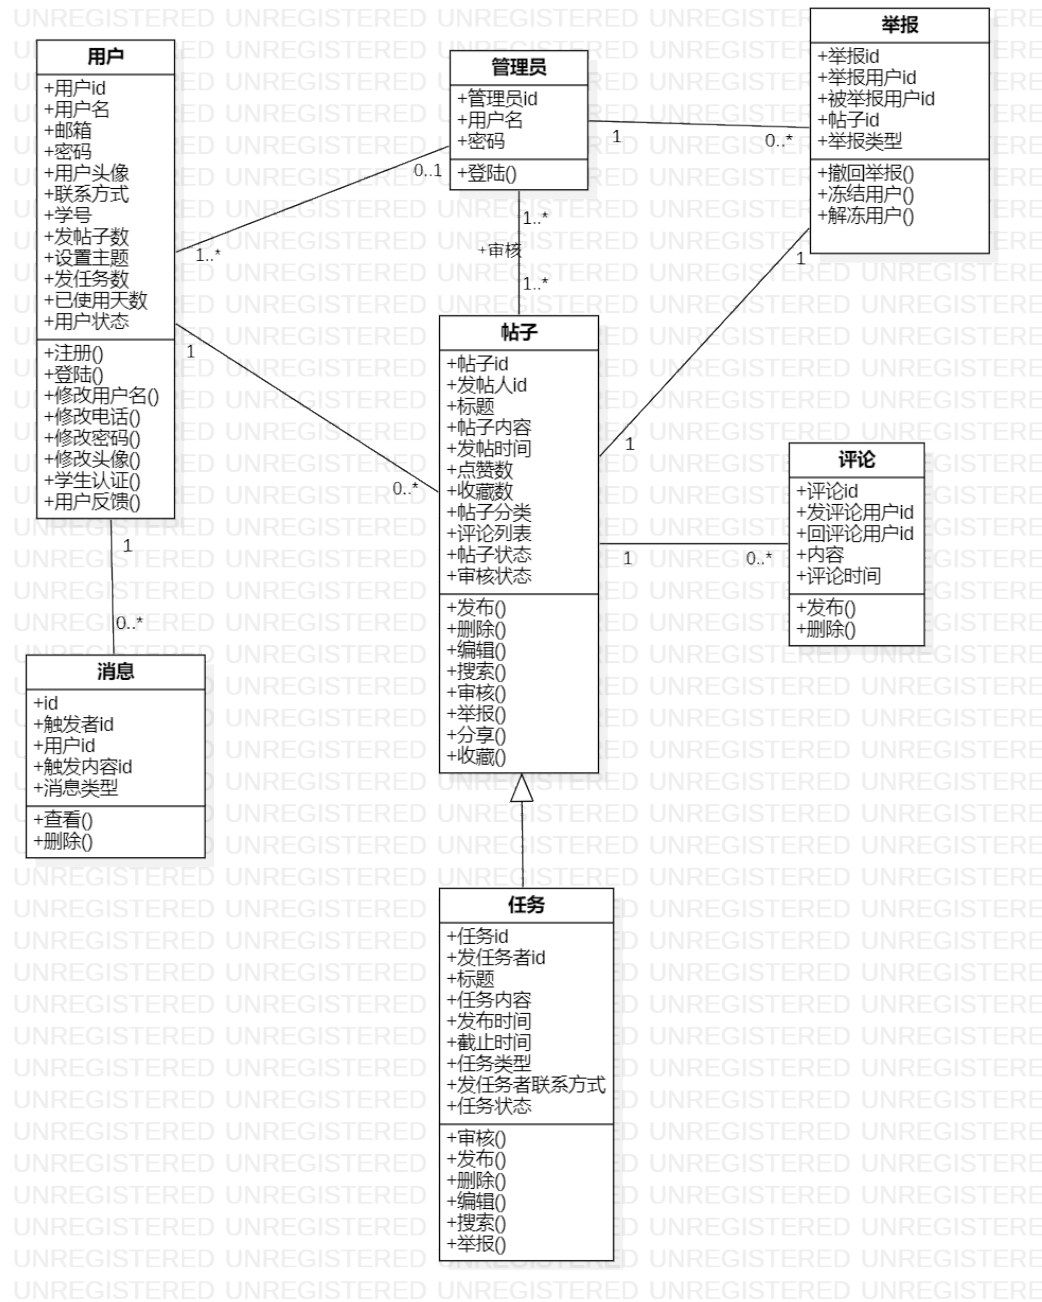 用户
+用户id
+用户名
+邮箱
+密码
+用户头像
+联系方式
+学号
+发帖子数
+设置主题
+发任务数
+已使用天数
+用户状态
+注册()
+登陆()
+修改用户名()
+修改电话()
+修改密码()
+修改头像()
+学生认证()
+用户反馈()
管理员
+管理员id
+用户名
+密码
+登陆()
举报
+举报id
+举报用户id
+被举报用户id
+帖子id
+举报类型
+撤回举报()
+冻结用户()
+解冻用户()
0..1
1..*
1
0..*
1..*
+审核
1..*
1
1
1
0..*
帖子
+帖子id
+发帖人id
+标题
+帖子内容
+发帖时间
+点赞数
+收藏数
+帖子分类
+评论列表
+帖子状态
+审核状态
+发布()
+删除()
+编辑()
+搜索()
+审核()
+举报()
+分享()
+收藏()
1
0..*
评论
+评论id
+发评论用户id
+回评论用户id
+内容
+评论时间
+发布()
+删除()
1
0..*
消息
+id
+触发者id
+用户id
+触发内容id
+消息类型
+查看()
+删除()
任务
+任务id
+发任务者id
+标题
+任务内容
+发布时间
+截止时间
+任务类型
+发任务者联系方式
+任务状态
+审核()
+发布()
+删除()
+编辑()
+搜索()
+举报()
UNREGISTERED